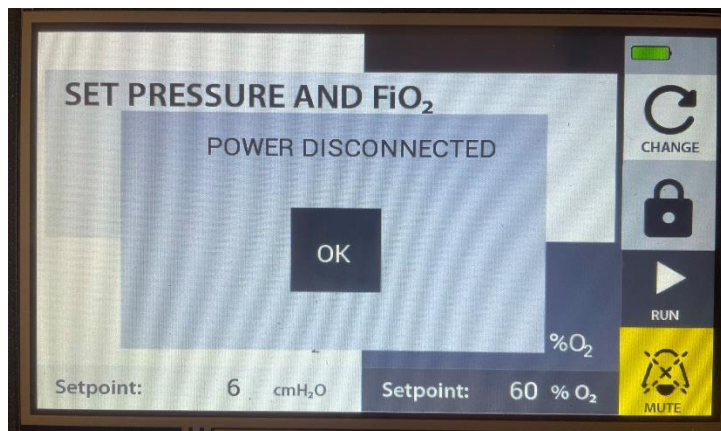 SET PRESSURE AND FiO₂
POWER DISCONNECTED
OK
%O₂
Setpoint: 6 cmH₂O
Setpoint: 60 % O₂
CHANGE
RUN
MUTE